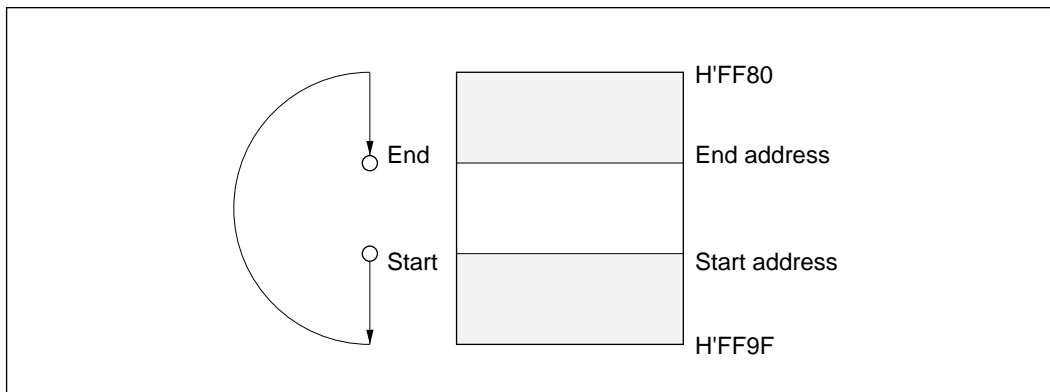 H'FF80
End
End address
Start
Start address
H'FF9F